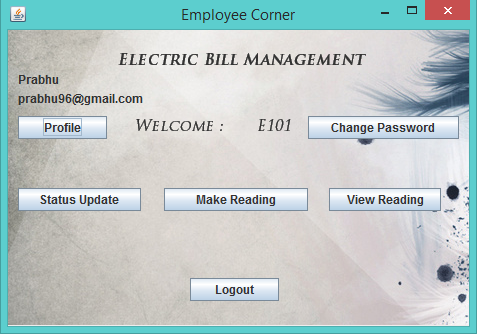 Employee Corner
Electric Bill Management
Prabhu
prabhu96@gmail.com
Profile Welcome : E101 Change Password
Status Update Make Reading View Reading
Logout